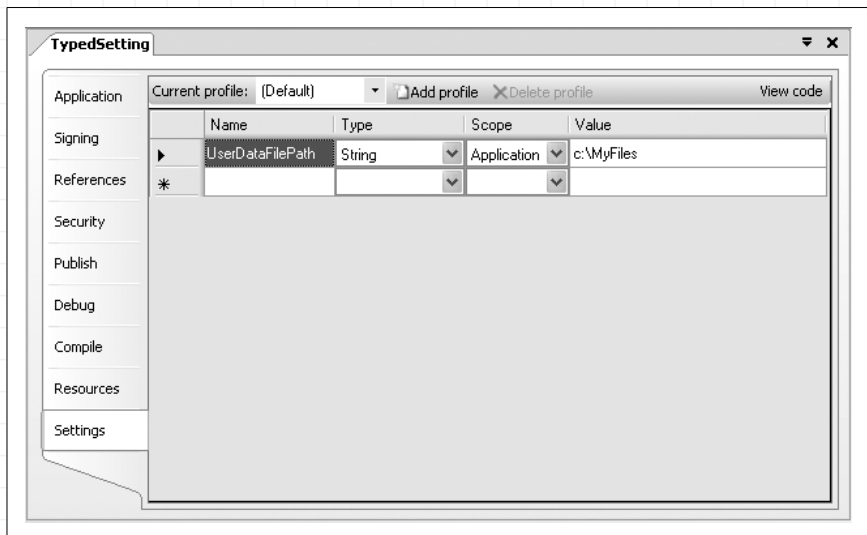 TypedSetting
Application
Signing
References
Security
Publish
Debug
Compile
Resources
Settings
Current profile: (Default) Add profile Delete profile View code
Name Type Scope Value
UserDataFilePath String Application c:\MyFiles